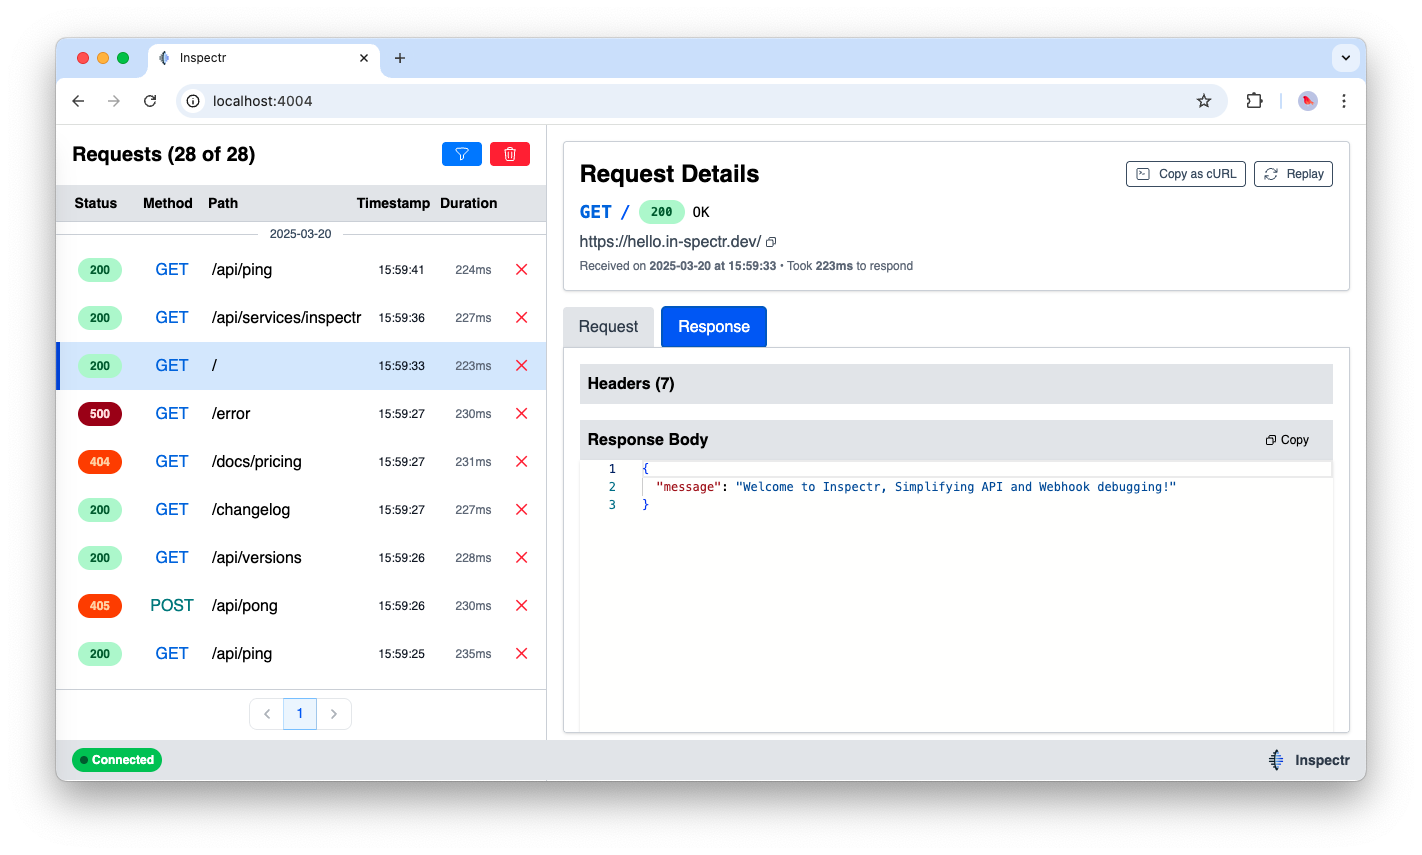 Inspectr
localhost:4004
Requests (28 of 28)
Status Method Path Timestamp Duration
2025-03-20
200 GET /api/ping 15:59:41 224ms
200 GET /api/services/inspectr 15:59:36 227ms
200 GET / 15:59:33 223ms
500 GET /error 15:59:27 230ms
404 GET /docs/pricing 15:59:27 231ms
200 GET /changelog 15:59:27 227ms
200 GET /api/versions 15:59:26 228ms
405 POST /api/pong 15:59:26 230ms
200 GET /api/ping 15:59:25 235ms
1
Connected
Request Details
Copy as cURL Replay
GET / 200 OK
https://hello.in-spectr.dev/
Received on 2025-03-20 at 15:59:33 • Took 223ms to respond
Request Response
Headers (7)
Response Body Copy
1 {
2 "message": "Welcome to Inspectr, Simplifying API and Webhook debugging!"
3 }
Inspectr